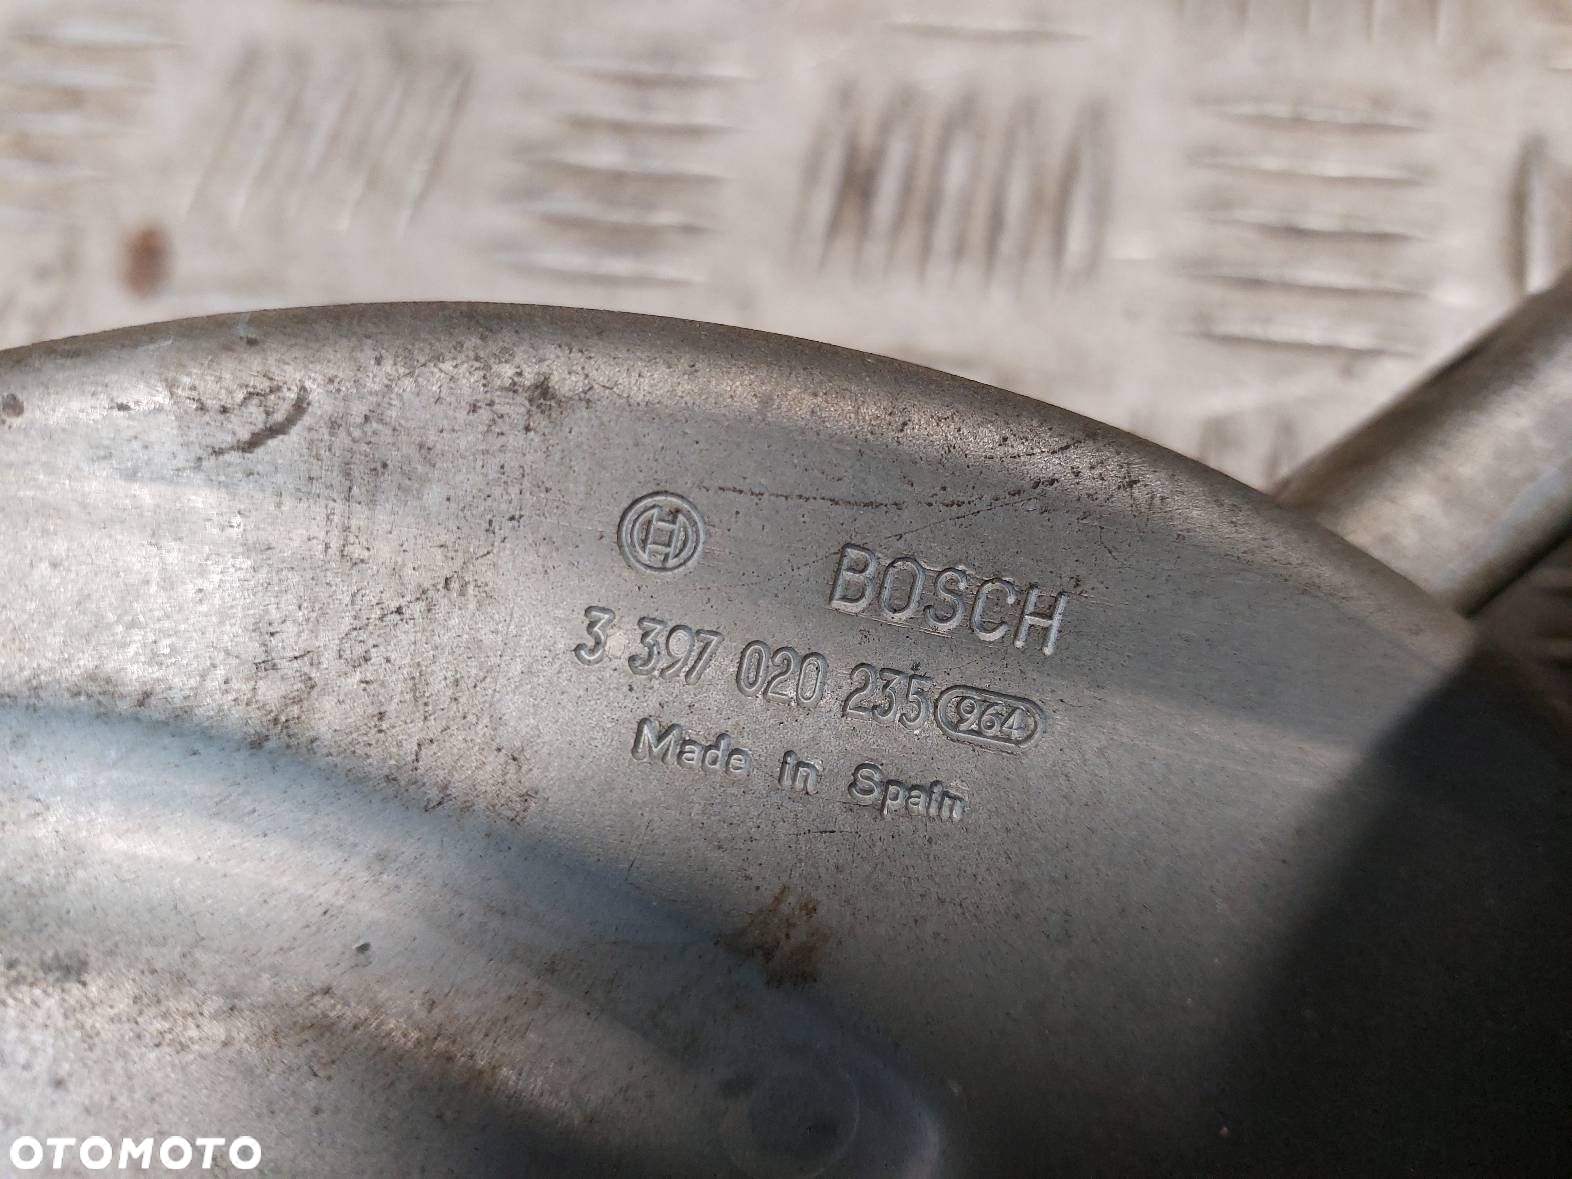 BOSCH
3 397 020 235 964
Made in Spain
OTOMOTO